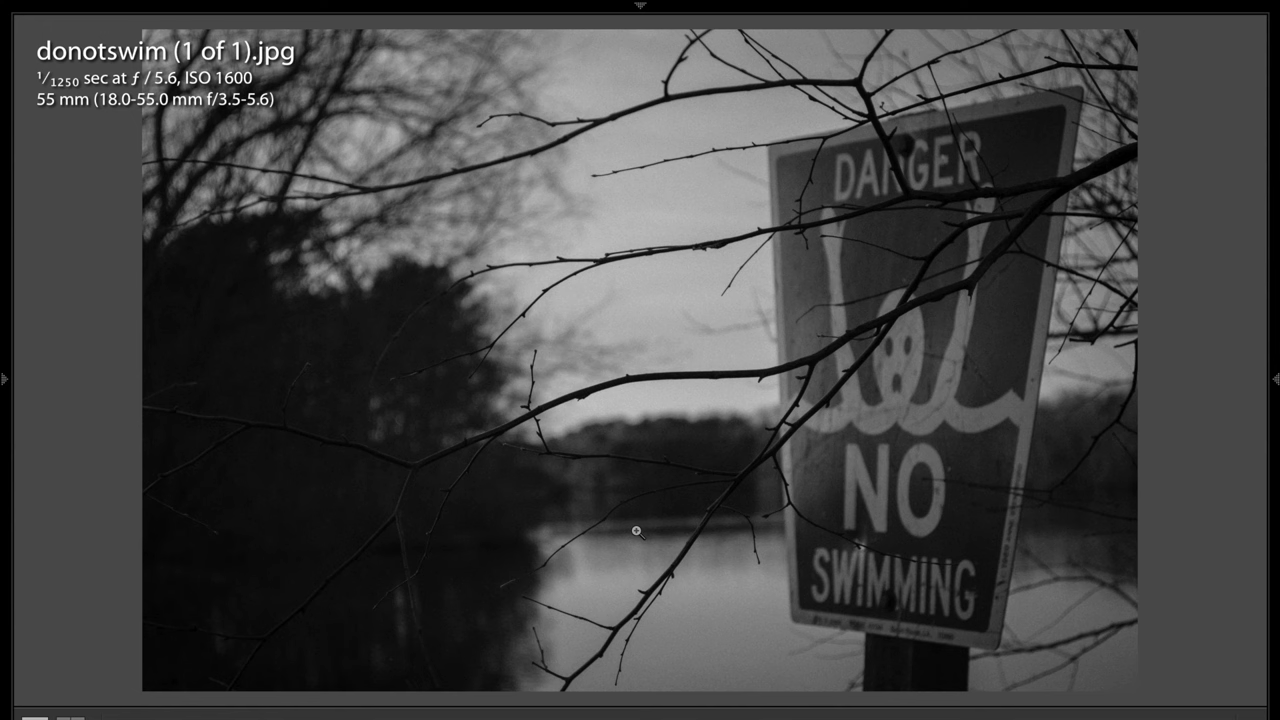 donotswim (1 of 1).jpg
1/1250 sec at ƒ / 5.6, ISO 1600
55 mm (18.0-55.0 mm f/3.5-5.6)
DANGER
NO
SWIMMING